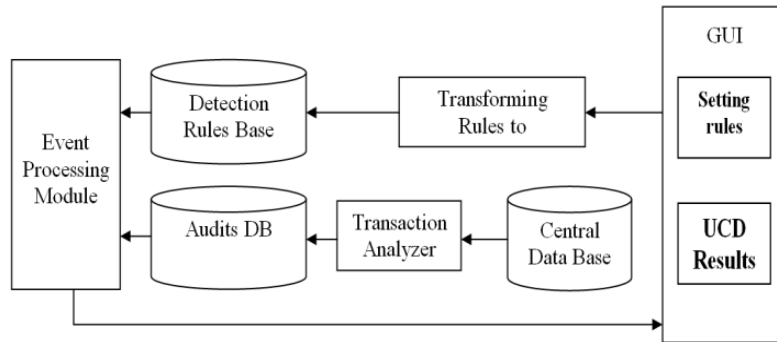 GUI
Detection
Rules Base
Transforming
Rules to
Setting
rules
Event
Processing
Module
Audits DB
Transaction
Analyzer
Central
Data Base
UCD
Results